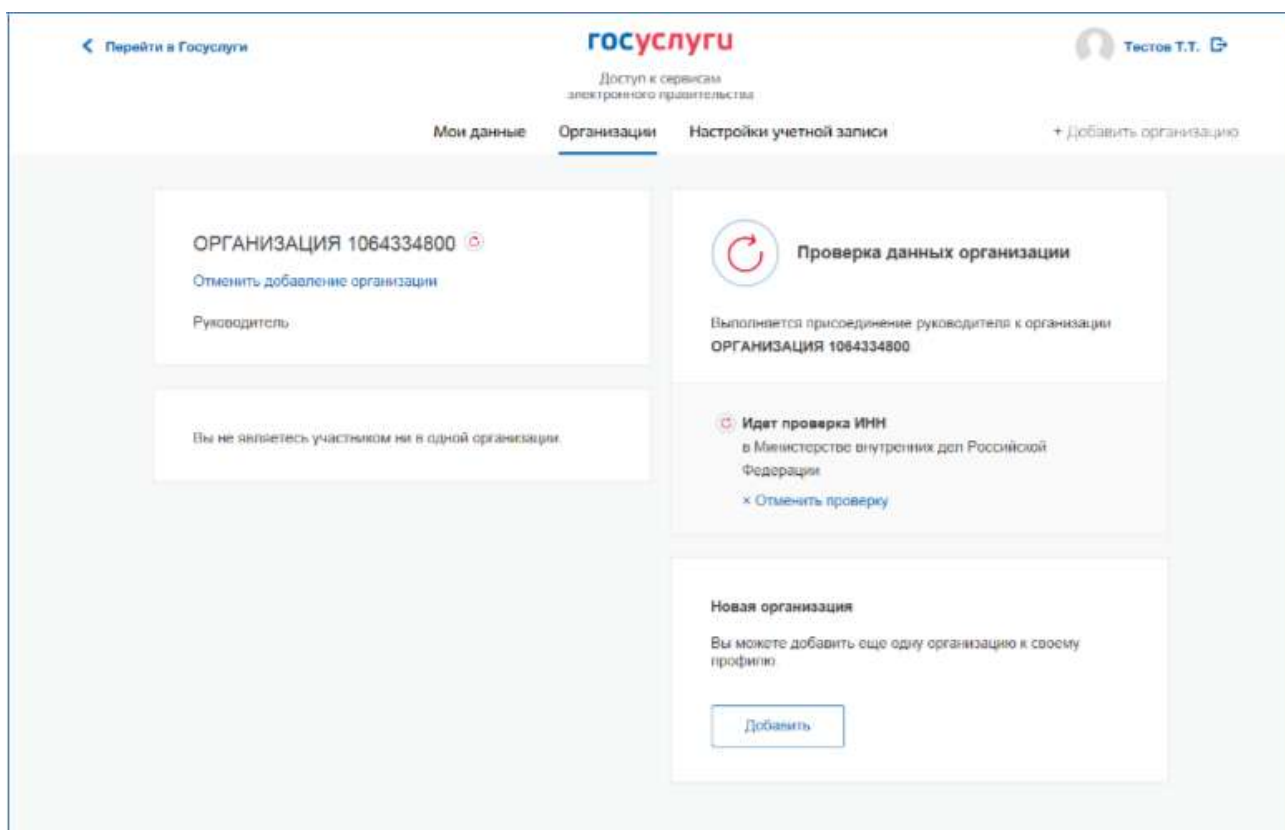 Перейти в Госуслуги
госуслуги
Тестов Т.Т.
Доступ к сервисам
электронного правительства
Мои данные
Организации
Настройки учетной записи
+ Добавить организацию
ОРГАНИЗАЦИЯ 1064334800
Отменить добавление организации
Руководитель
Вы не являетесь участником ни в одной организации.
Проверка данных организации
Выполняется присоединение руководителя к организации
ОРГАНИЗАЦИЯ 1064334800
Идет проверка ИНН
в Министерстве внутренних дел Российской
Федерации
× Отменить проверку
Новая организация
Вы можете добавить еще одну организацию к своему
профилю
Добавить